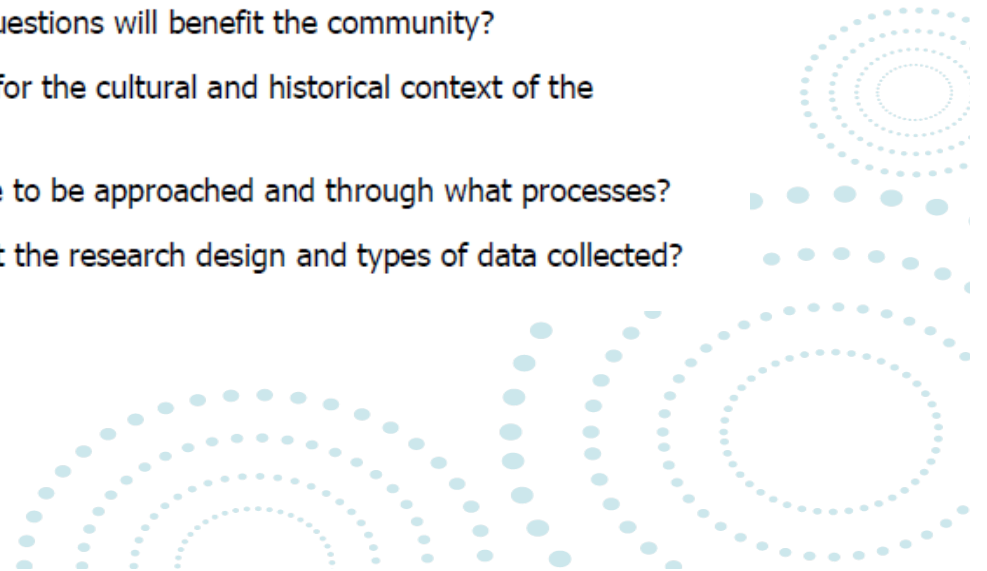 uestions will benefit the community?
for the cultural and historical context of the
to be approached and through what processes?
the research design and types of data collected?